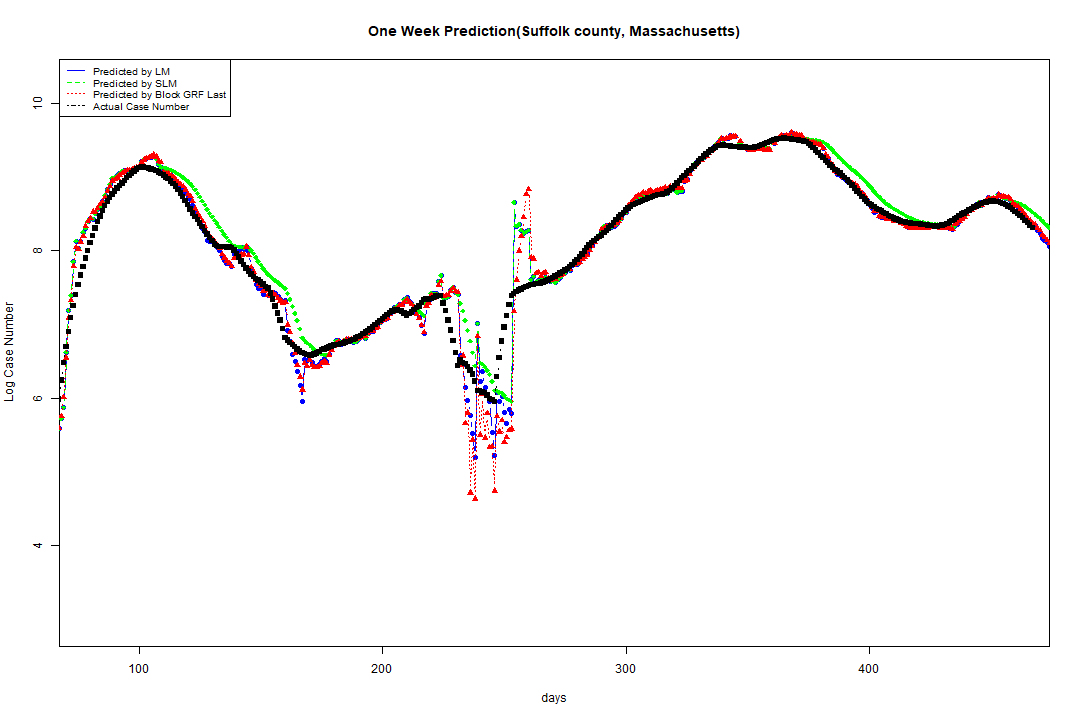 One Week Prediction(Suffolk county, Massachusetts)
Predicted by LM
Predicted by SLM
Predicted by Block GRF Last
Actual Case Number
10
8
6
4
Log Case Number
100 200 300 400
days